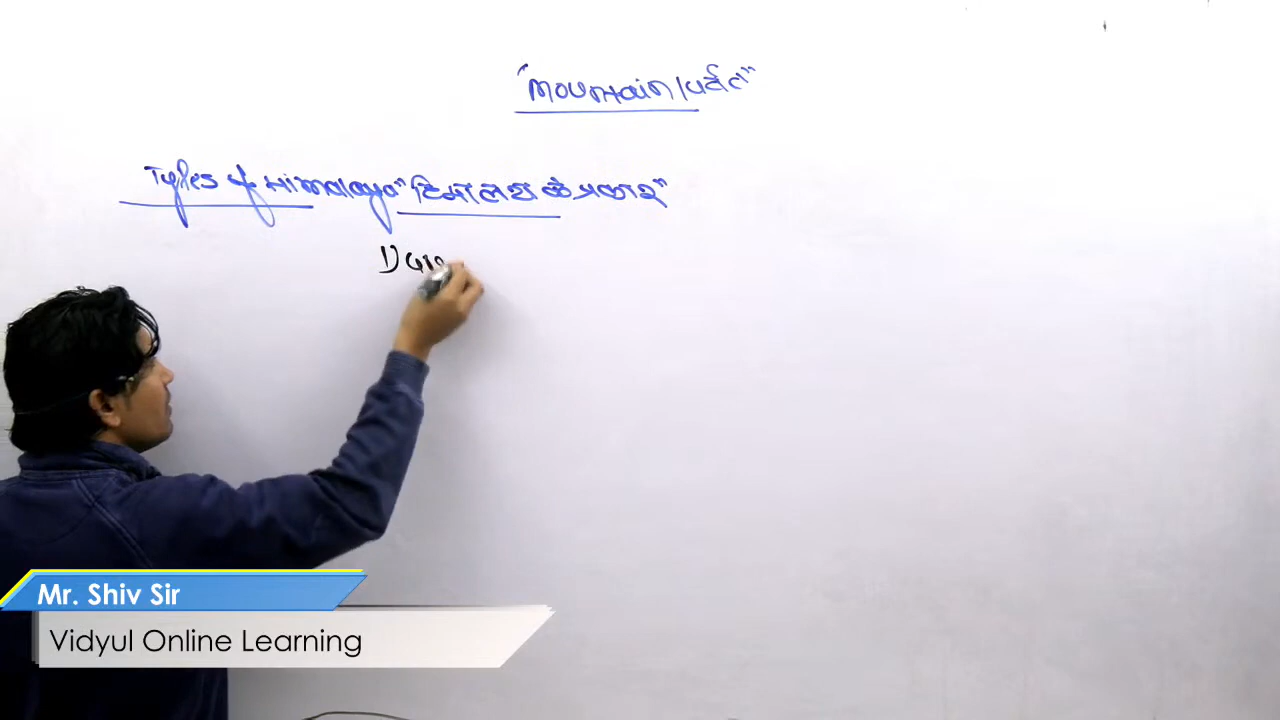 "Mountain/पर्वत"
Types of Himalaya "हिमालय के प्रकार"
1)
Mr. Shiv Sir
Vidyul Online Learning